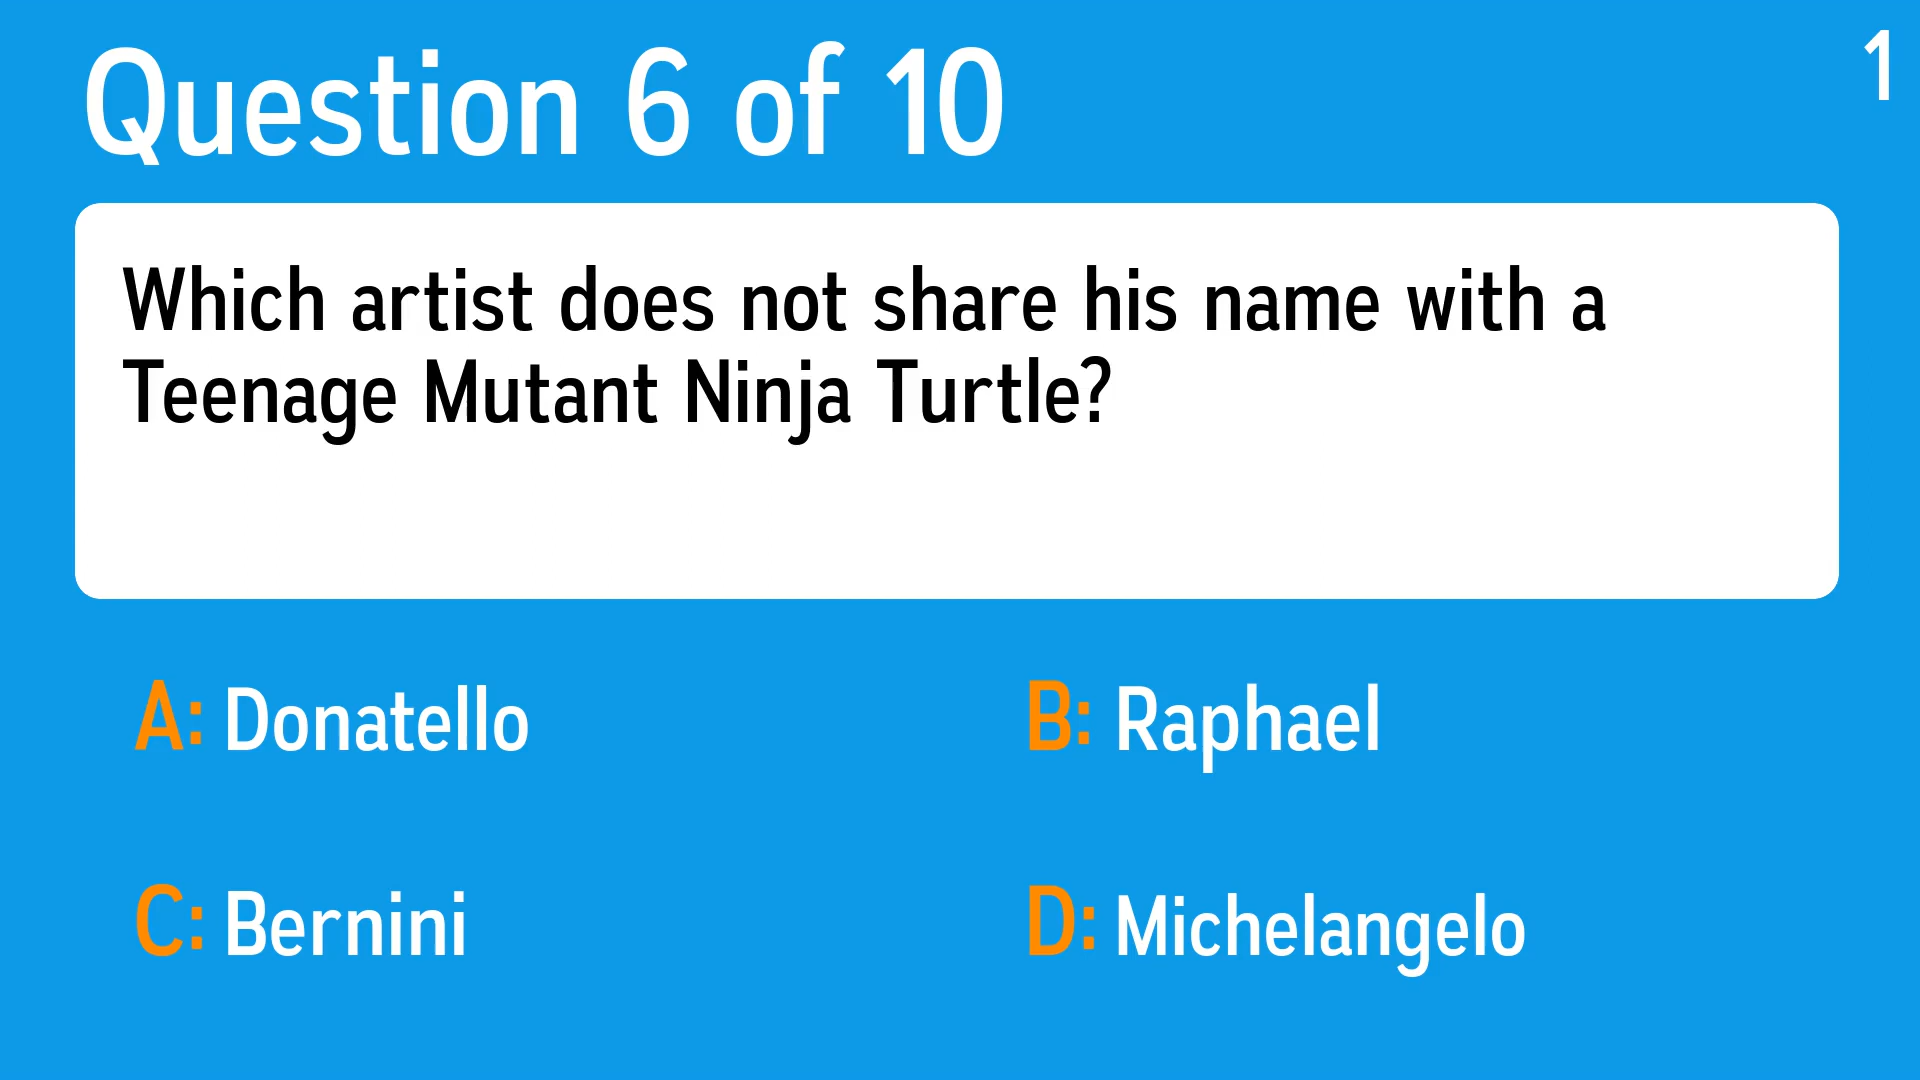 Question 6 of 10
1
Which artist does not share his name with a
Teenage Mutant Ninja Turtle?
A: Donatello
B: Raphael
C: Bernini
D: Michelangelo